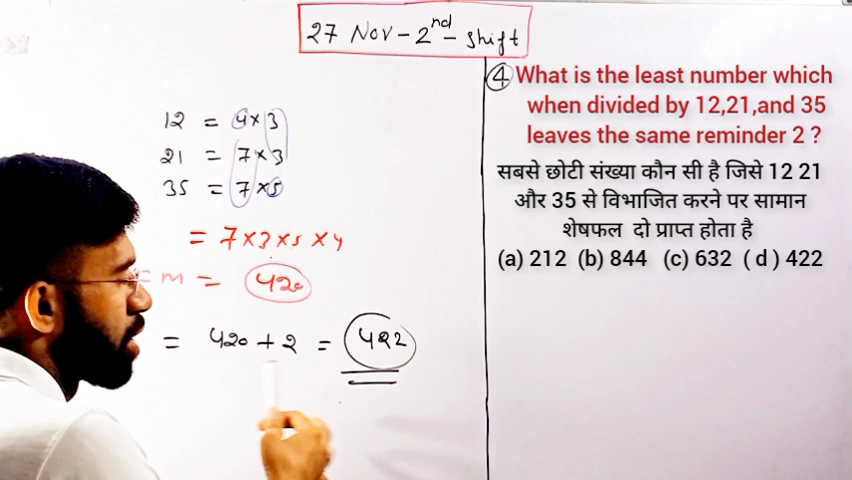 27 Nov - 2nd - Shift
12 = 4 × 3
21 = 7 × 3
35 = 7 × 5
= 7 × 3 × 5 × 4
cm = 420
= 420 + 2 = 422
④ What is the least number which
when divided by 12,21,and 35
leaves the same reminder 2 ?
सबसे छोटी संख्या कौन सी है जिसे 12 21
और 35 से विभाजित करने पर सामान
शेषफल दो प्राप्त होता है
(a) 212 (b) 844 (c) 632 ( d ) 422